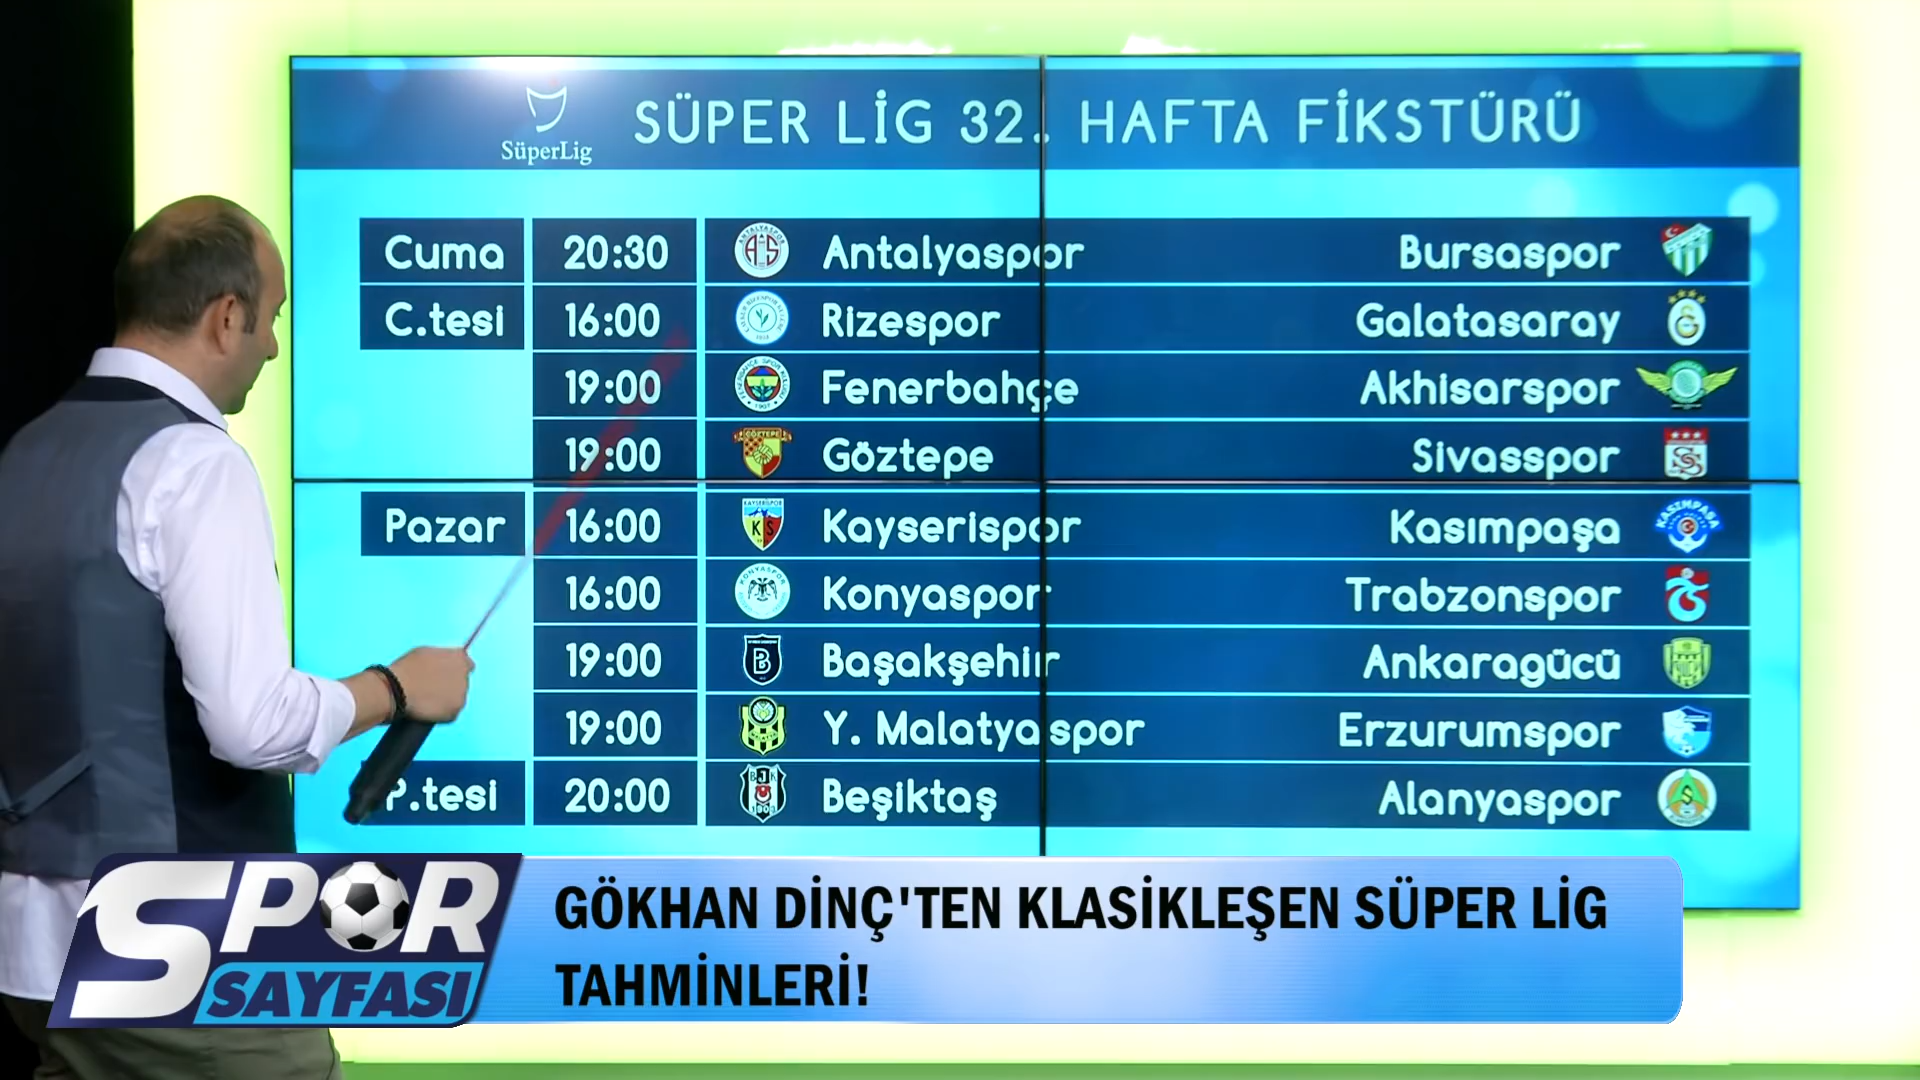 SüperLig
SÜPER LİG 32. HAFTA FİKSTÜRÜ
Cuma 20:30 Antalyaspor Bursaspor
C.tesi 16:00 Rizespor Galatasaray
19:00 Fenerbahçe Akhisarspor
19:00 Göztepe Sivasspor
Pazar 16:00 Kayserispor Kasımpaşa
16:00 Konyaspor Trabzonspor
19:00 Başakşehir Ankaragücü
19:00 Y. Malatyaspor Erzurumspor
P.tesi 20:00 Beşiktaş Alanyaspor
SPOR
SAYFASI
GÖKHAN DİNÇ'TEN KLASİKLEŞEN SÜPER LİG
TAHMİNLERİ!